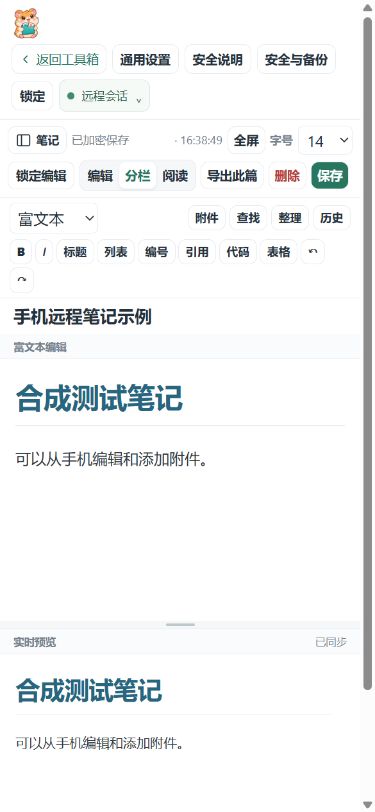 返回工具箱 通用设置 安全说明 安全与备份
锁定 远程会话
笔记 已加密保存 · 16:38:49 全屏 字号 14
锁定编辑 编辑 分栏 阅读 导出此篇 删除 保存
富文本 附件 查找 整理 历史
B I 标题 列表 编号 引用 代码 表格
手机远程笔记示例
富文本编辑
合成测试笔记
可以从手机编辑和添加附件。
实时预览 已同步
合成测试笔记
可以从手机编辑和添加附件。